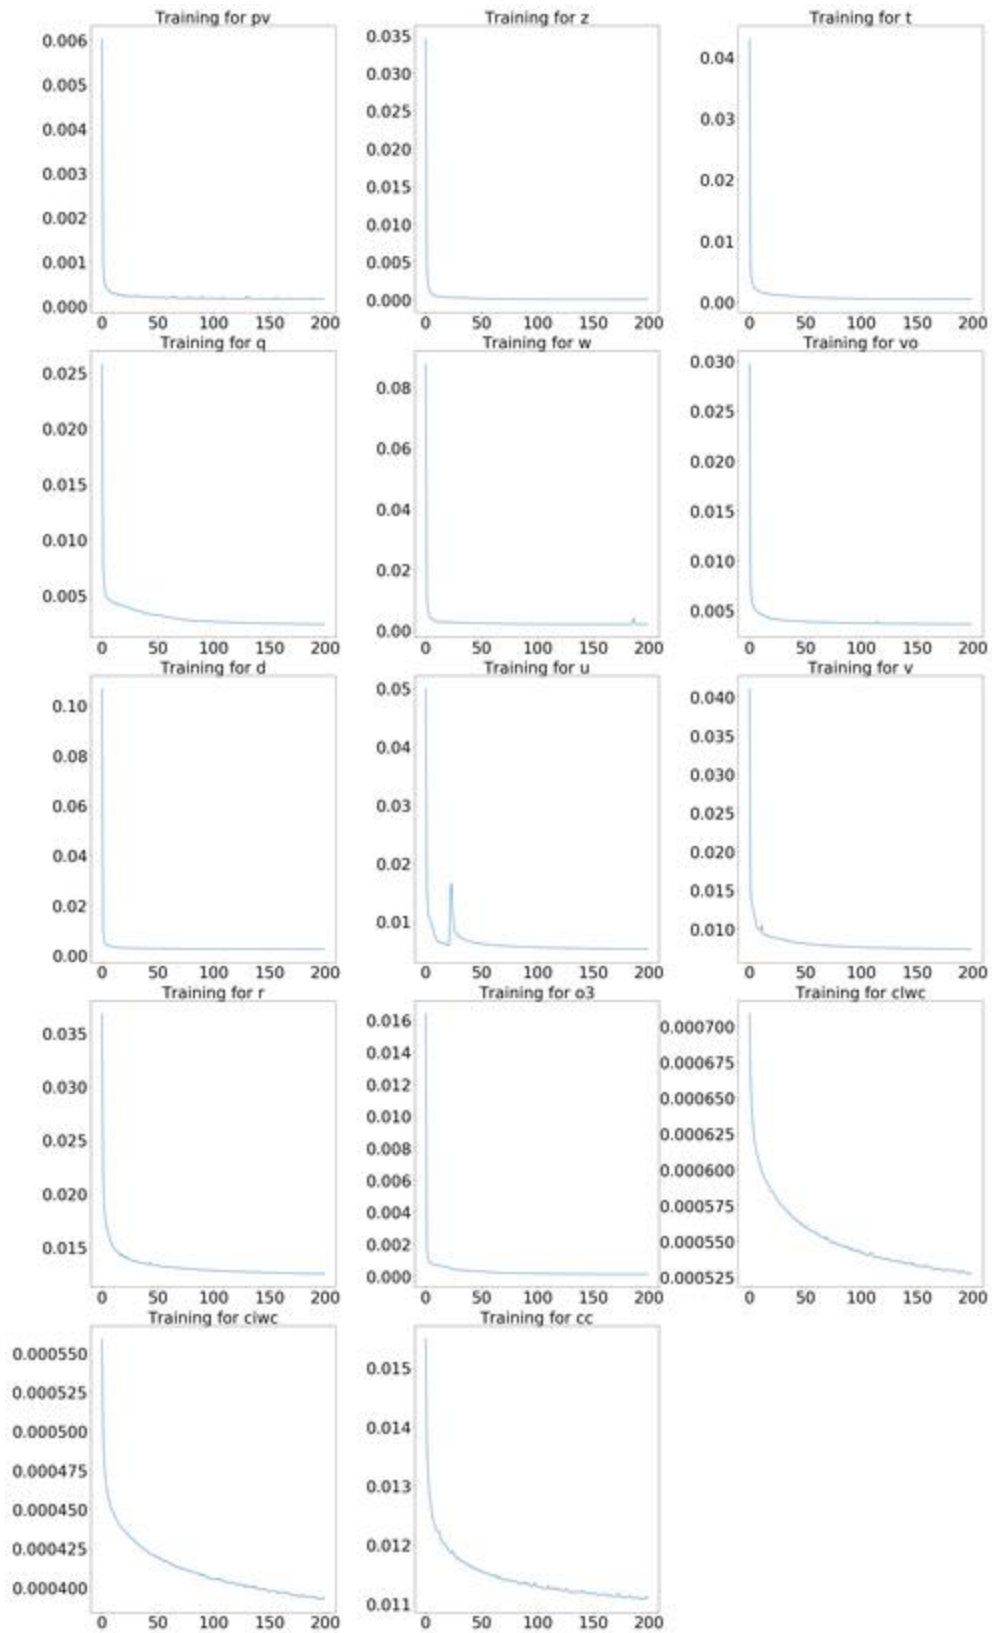 Training for pv Training for z Training for t
0.006 0.035 0.04
0.005 0.030
0.004 0.025 0.03
0.003 0.020 0.02
0.002 0.015
0.001 0.010 0.01
0.000 0.005 0.00
0.000
0 50 100 150 200 0 50 100 150 200 0 50 100 150 200
Training for q Training for w Training for vo
0.025 0.08 0.030
0.020 0.06 0.025
0.015 0.04 0.020
0.010 0.02 0.015
0.005 0.00 0.010
0.005
0 50 100 150 200 0 50 100 150 200 0 50 100 150 200
Training for d Training for u Training for v
0.10 0.05 0.040
0.08 0.04 0.035
0.06 0.03 0.030
0.04 0.02 0.025
0.02 0.01 0.020
0.00 0.015
0.010
0 50 100 150 200 0 50 100 150 200 0 50 100 150 200
Training for r Training for o3 Training for clwc
0.035 0.016 0.000700
0.030 0.014 0.000675
0.025 0.012 0.000650
0.020 0.010 0.000625
0.015 0.008 0.000600
0.006 0.000575
0.004 0.000550
0.002 0.000525
0.000
0 50 100 150 200 0 50 100 150 200 0 50 100 150 200
Training for ciwc Training for cc
0.000550 0.015
0.000525 0.014
0.000500 0.013
0.000475 0.012
0.000450 0.011
0.000425
0.000400
0 50 100 150 200 0 50 100 150 200